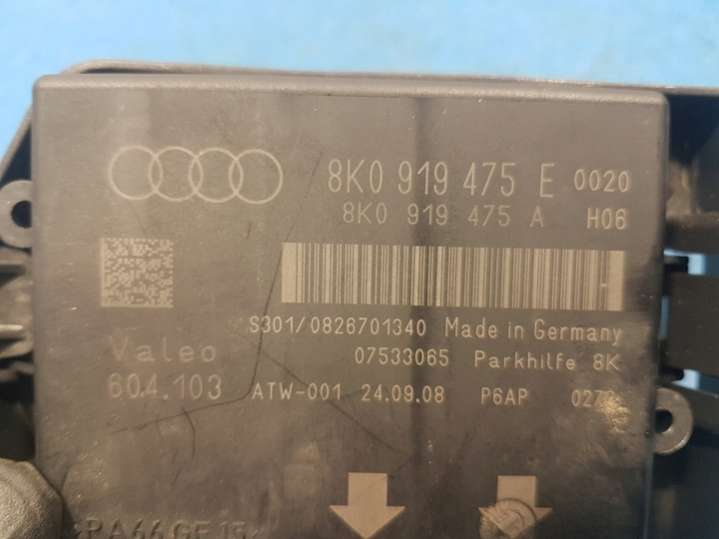 8K0 919 475 E 0020
8K0 919 475 A H06
S301/0826701340 Made in Germany
Valeo 07533065 Parkhilfe 8K
604.103 ATW-001 24.09.08 P6AP
>PA66GF15<